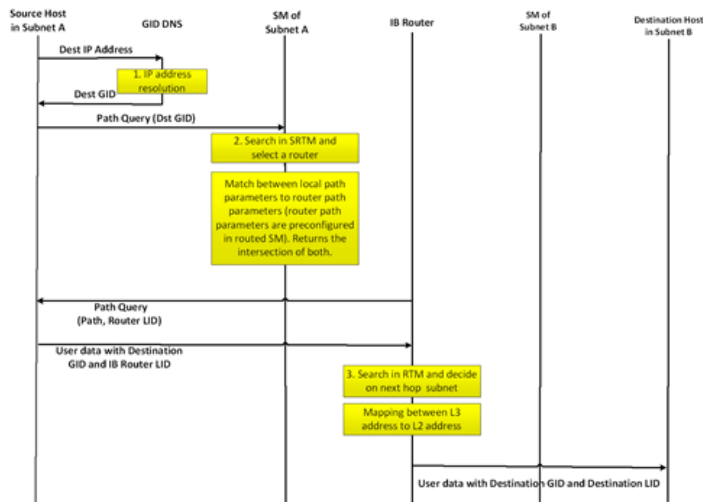 Source Host
in Subnet A
GID DNS
SM of
Subnet A
IB Router
SM of
Subnet B
Destination Host
in Subnet B
Dest IP Address
1. IP address
resolution
Dest GID
Path Query (Dst GID)
2. Search in SRTM and
select a router
Match between local path
parameters to router path
parameters (router path
parameters are preconfigured
in routed SM). Returns the
intersection of both.
Path Query
(Path, Router LID)
User data with Destination
GID and IB Router LID
3. Search in RTM and decide
on next hop subnet
Mapping between L3
address to L2 address
User data with Destination GID and Destination LID